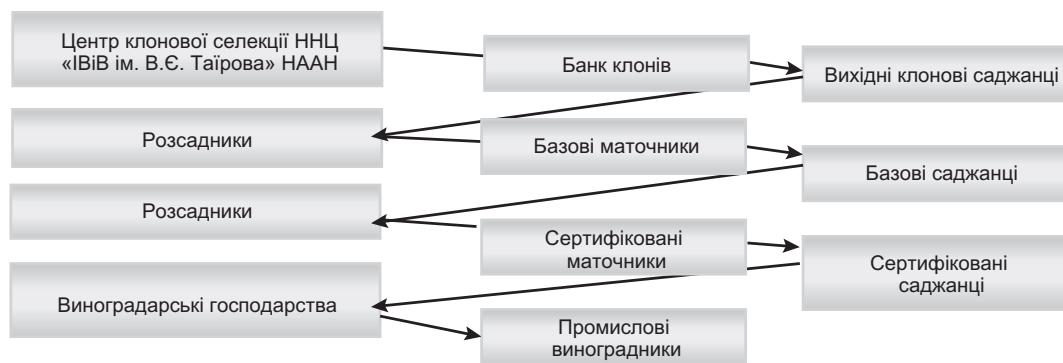 Центр клонової селекції ННЦ
«ІВіВ ім. В.Є. Таїрова» НААН
Банк клонів
Вихідні клонові саджанці
Розсадники
Базові маточники
Базові саджанці
Розсадники
Сертифіковані
маточники
Сертифіковані
саджанці
Виноградарські господарства
Промислові
виноградники